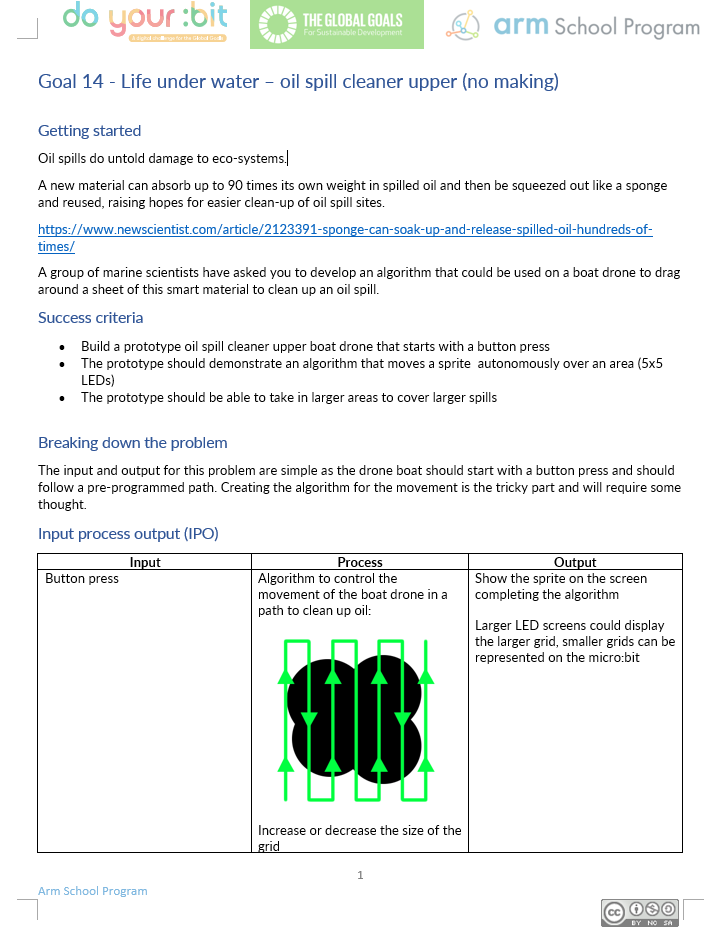 do your :bit
A digital challenge for the Global Goals
THE GLOBAL GOALS
For Sustainable Development
arm School Program
Goal 14 - Life under water – oil spill cleaner upper (no making)
Getting started
Oil spills do untold damage to eco-systems.
A new material can absorb up to 90 times its own weight in spilled oil and then be squeezed out like a sponge
and reused, raising hopes for easier clean-up of oil spill sites.
https://www.newscientist.com/article/2123391-sponge-can-soak-up-and-release-spilled-oil-hundreds-of-
times/
A group of marine scientists have asked you to develop an algorithm that could be used on a boat drone to drag
around a sheet of this smart material to clean up an oil spill.
Success criteria
• Build a prototype oil spill cleaner upper boat drone that starts with a button press
• The prototype should demonstrate an algorithm that moves a sprite autonomously over an area (5x5
LEDs)
• The prototype should be able to take in larger areas to cover larger spills
Breaking down the problem
The input and output for this problem are simple as the drone boat should start with a button press and should
follow a pre-programmed path. Creating the algorithm for the movement is the tricky part and will require some
thought.
Input process output (IPO)
Input
Process
Output
Button press
Algorithm to control the
movement of the boat drone in a
path to clean up oil:
Increase or decrease the size of the
grid
Show the sprite on the screen
completing the algorithm
Larger LED screens could display
the larger grid, smaller grids can be
represented on the micro:bit
1
Arm School Program
cc
BY NC SA